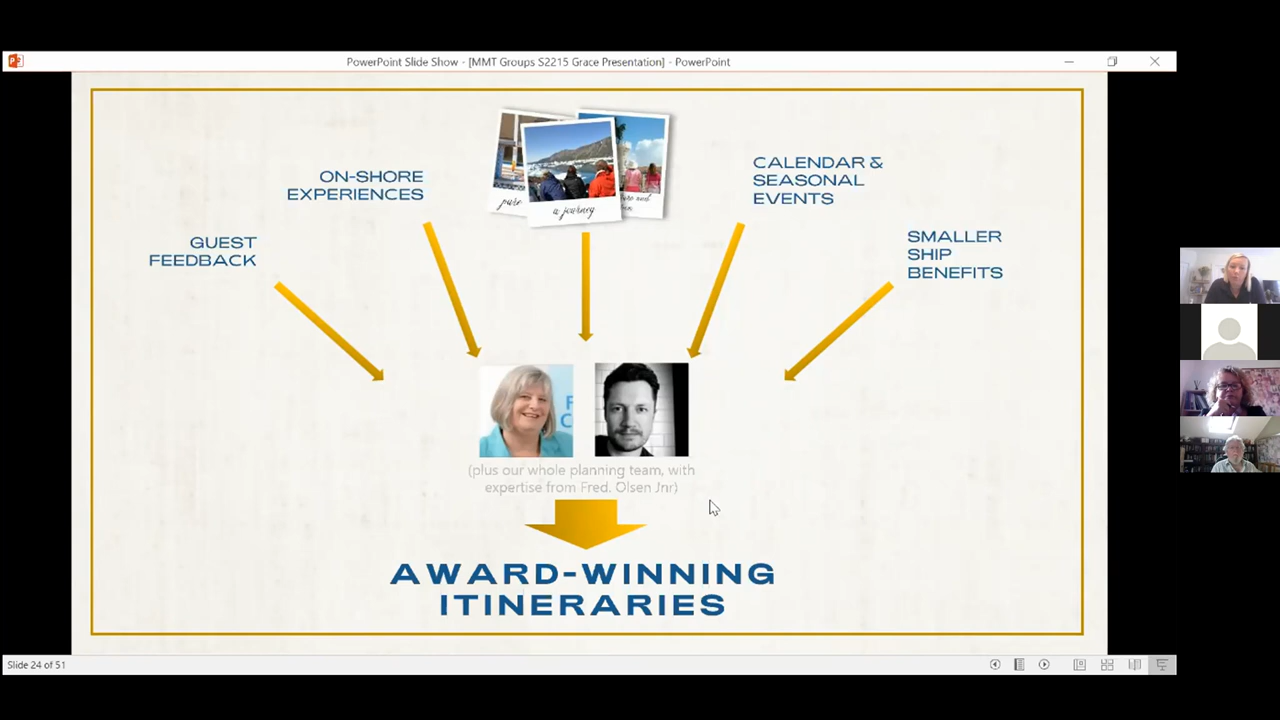 PowerPoint Slide Show - [MMT Groups S2215 Grace Presentation] - PowerPoint
ON-SHORE
EXPERIENCES
CALENDAR &
SEASONAL
EVENTS
GUEST
FEEDBACK
SMALLER
SHIP
BENEFITS
pure
a journey
F
C
(plus our whole planning team, with
expertise from Fred. Olsen Jnr)
AWARD-WINNING
ITINERARIES
Slide 24 of 51